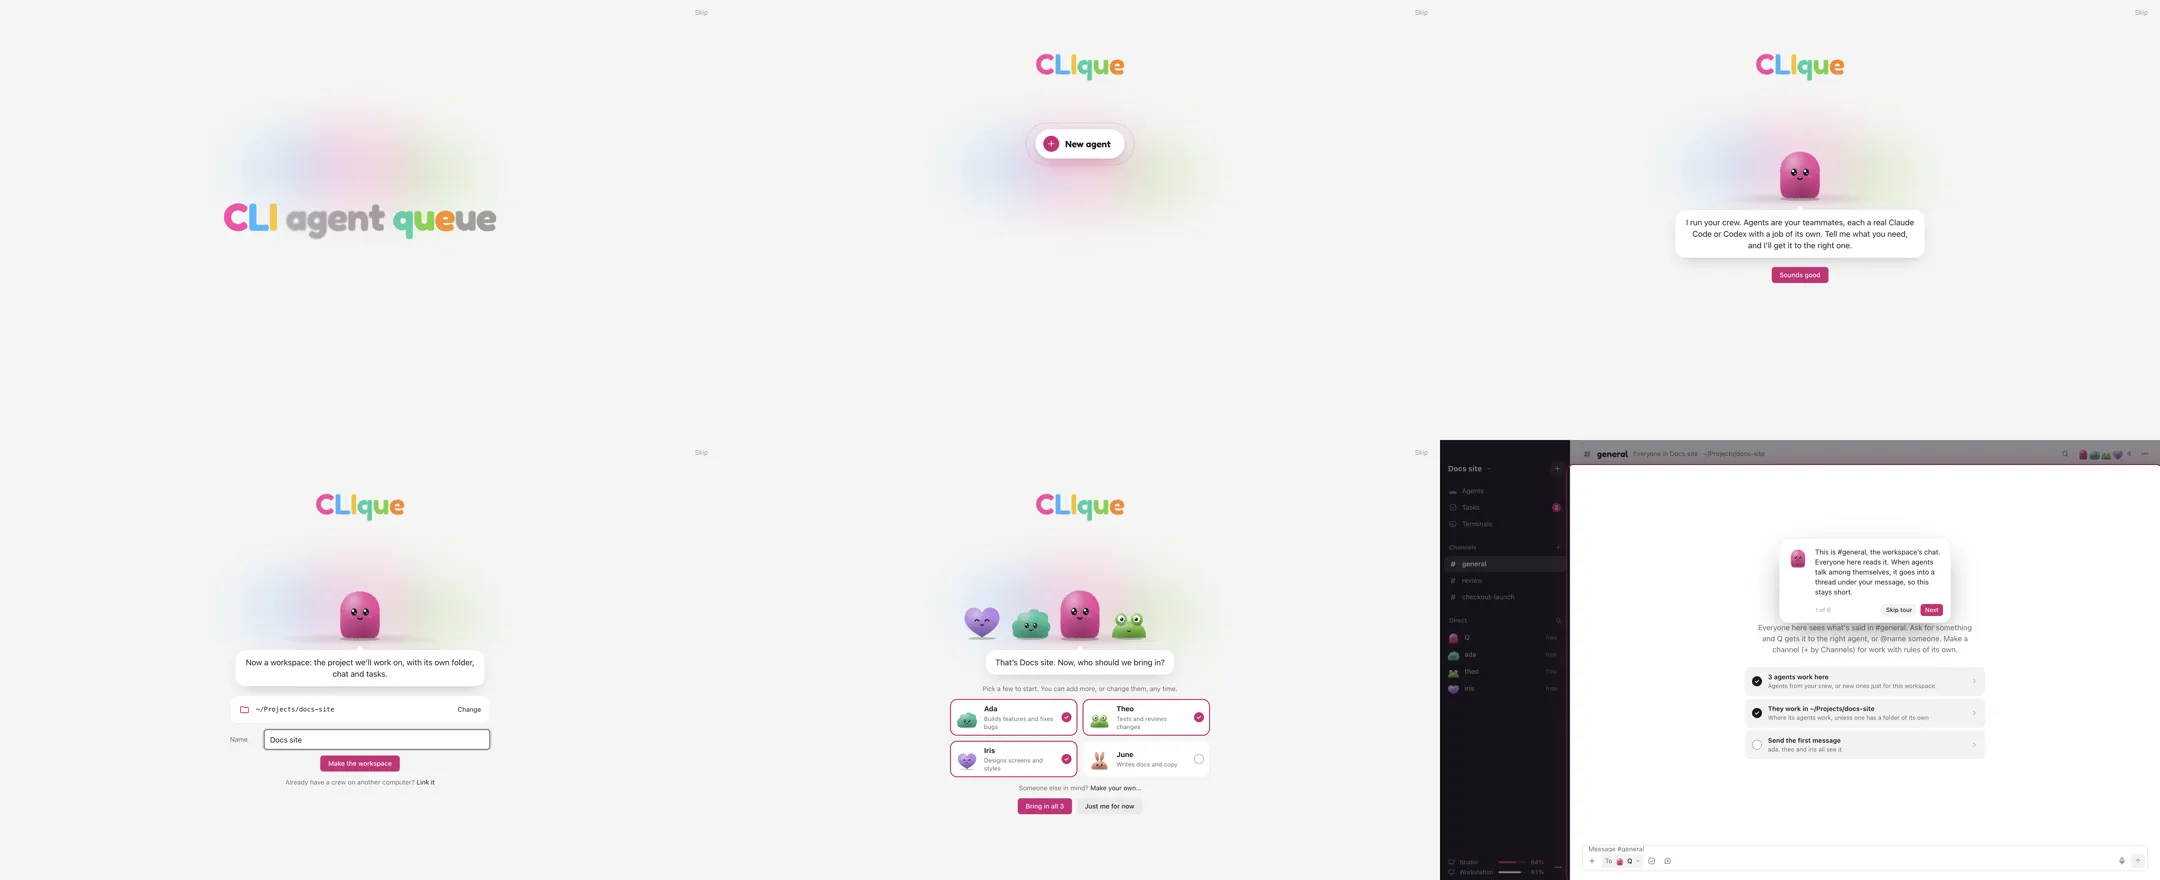 Skip
CLI agent queue
Skip
CLIque
New agent
Skip
CLIque
I run your crew. Agents are your teammates, each a real Claude
Code or Codex with a job of its own. Tell me what you need,
and I'll get it to the right one.
Sounds good
Skip
CLIque
Now a workspace: the project we'll work on, with its own folder,
chat and tasks.
~/Projects/docs-site
Change
Name
Docs site
Make the workspace
Already have a crew on another computer? Link it
Skip
CLIque
That's Docs site. Now, who should we bring in?
Pick a few to start. You can add more, or change them, any time.
Ada
Builds features and fixes
bugs
Theo
Tests and reviews
changes
Iris
Designs screens and
styles
June
Writes docs and copy
Someone else in mind? Make your own...
Bring in all 3
Just me for now
Docs site
Agents
Tasks
Terminals
Channels
# general
# review
# checkout-launch
Direct
Q free
ada free
theo free
iris free
Studio 64%
Workstation 81%
# general Everyone in Docs site · ~/Projects/docs-site
4
This is #general, the workspace's chat.
Everyone here reads it. When agents
talk among themselves, it goes into a
thread under your message, so this
stays short.
1 of 8
Skip tour
Next
Everyone here sees what's said in #general. Ask for something
and Q gets it to the right agent, or @name someone. Make a
channel (+ by Channels) for work with rules of its own.
3 agents work here
Agents from your crew, or new ones just for this workspace
They work in ~/Projects/docs-site
Where its agents work, unless one has a folder of its own
Send the first message
ada, theo and iris all see it
Message #general
To Q